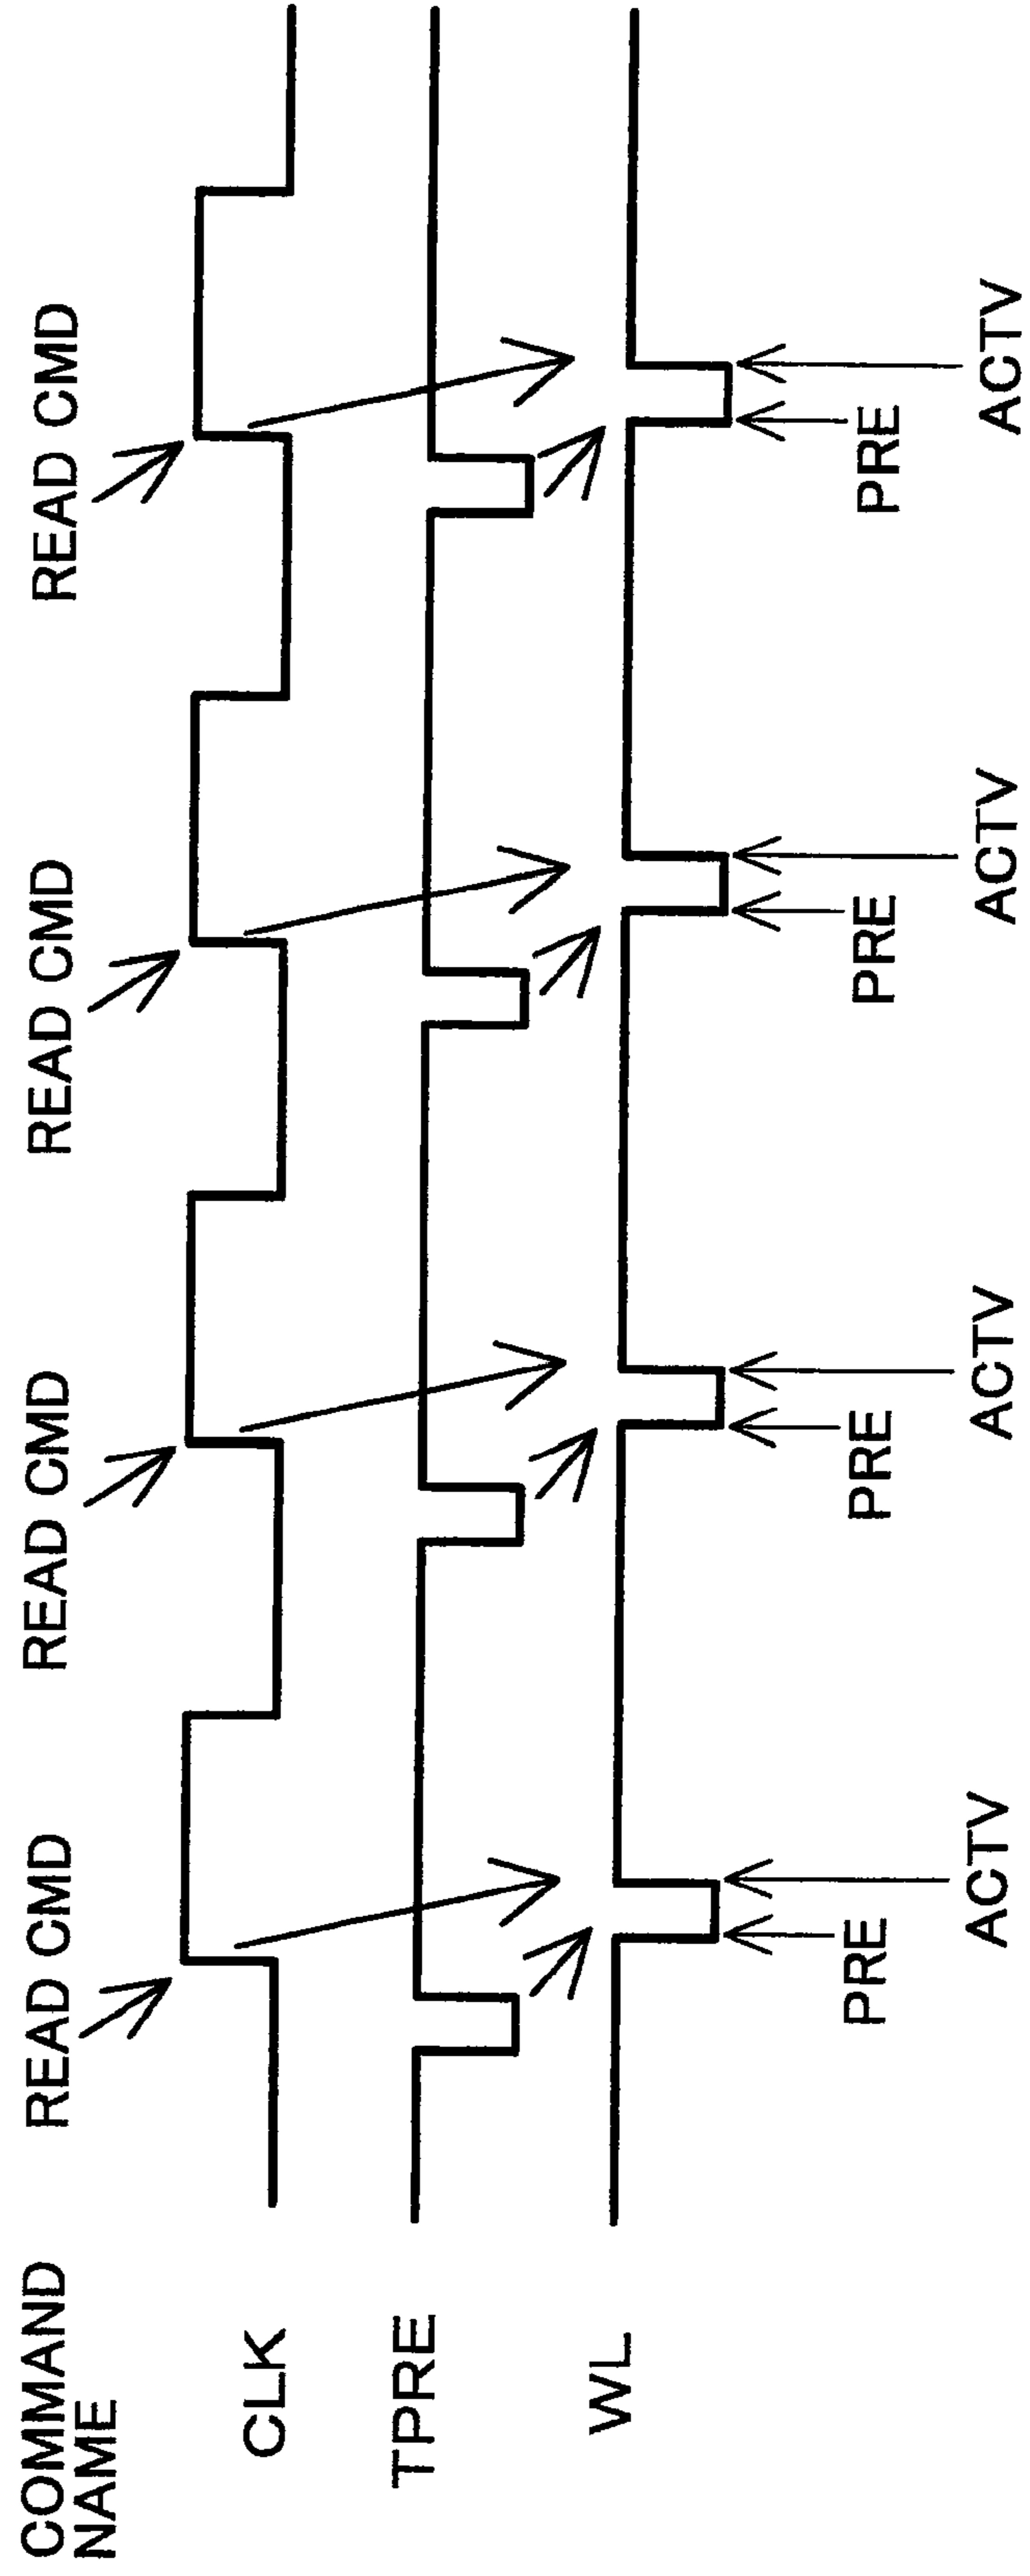 COMMAND
NAME
READ CMD
READ CMD
READ CMD
READ CMD
CLK
TPRE
WL
PRE
PRE
PRE
PRE
ACTV
ACTV
ACTV
ACTV